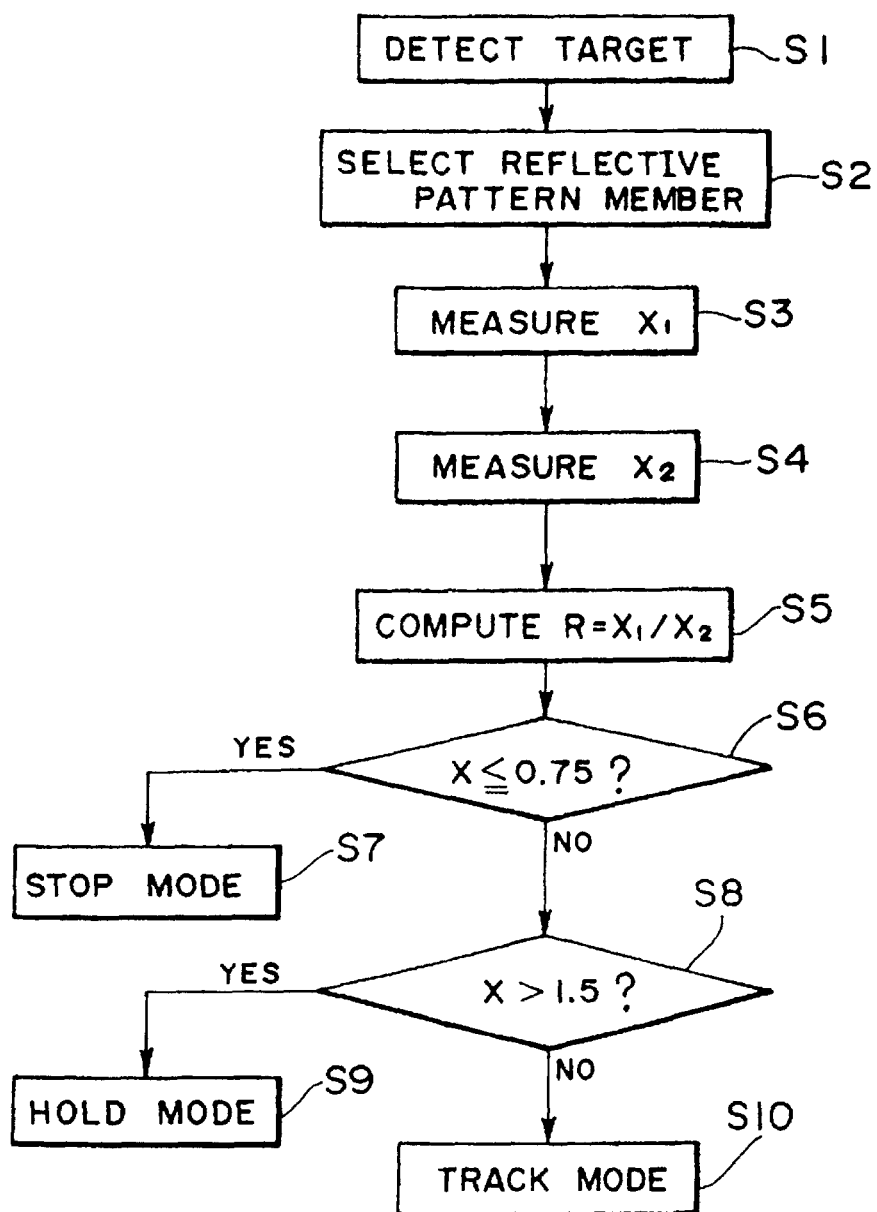 DETECT TARGET
S1
SELECT REFLECTIVE
PATTERN MEMBER
S2
MEASURE X₁
S3
MEASURE X₂
S4
COMPUTE R=X₁/X₂
S5
X ≦ 0.75 ?
S6
YES
NO
STOP MODE
S7
X > 1.5 ?
S8
YES
NO
HOLD MODE
S9
TRACK MODE
S10